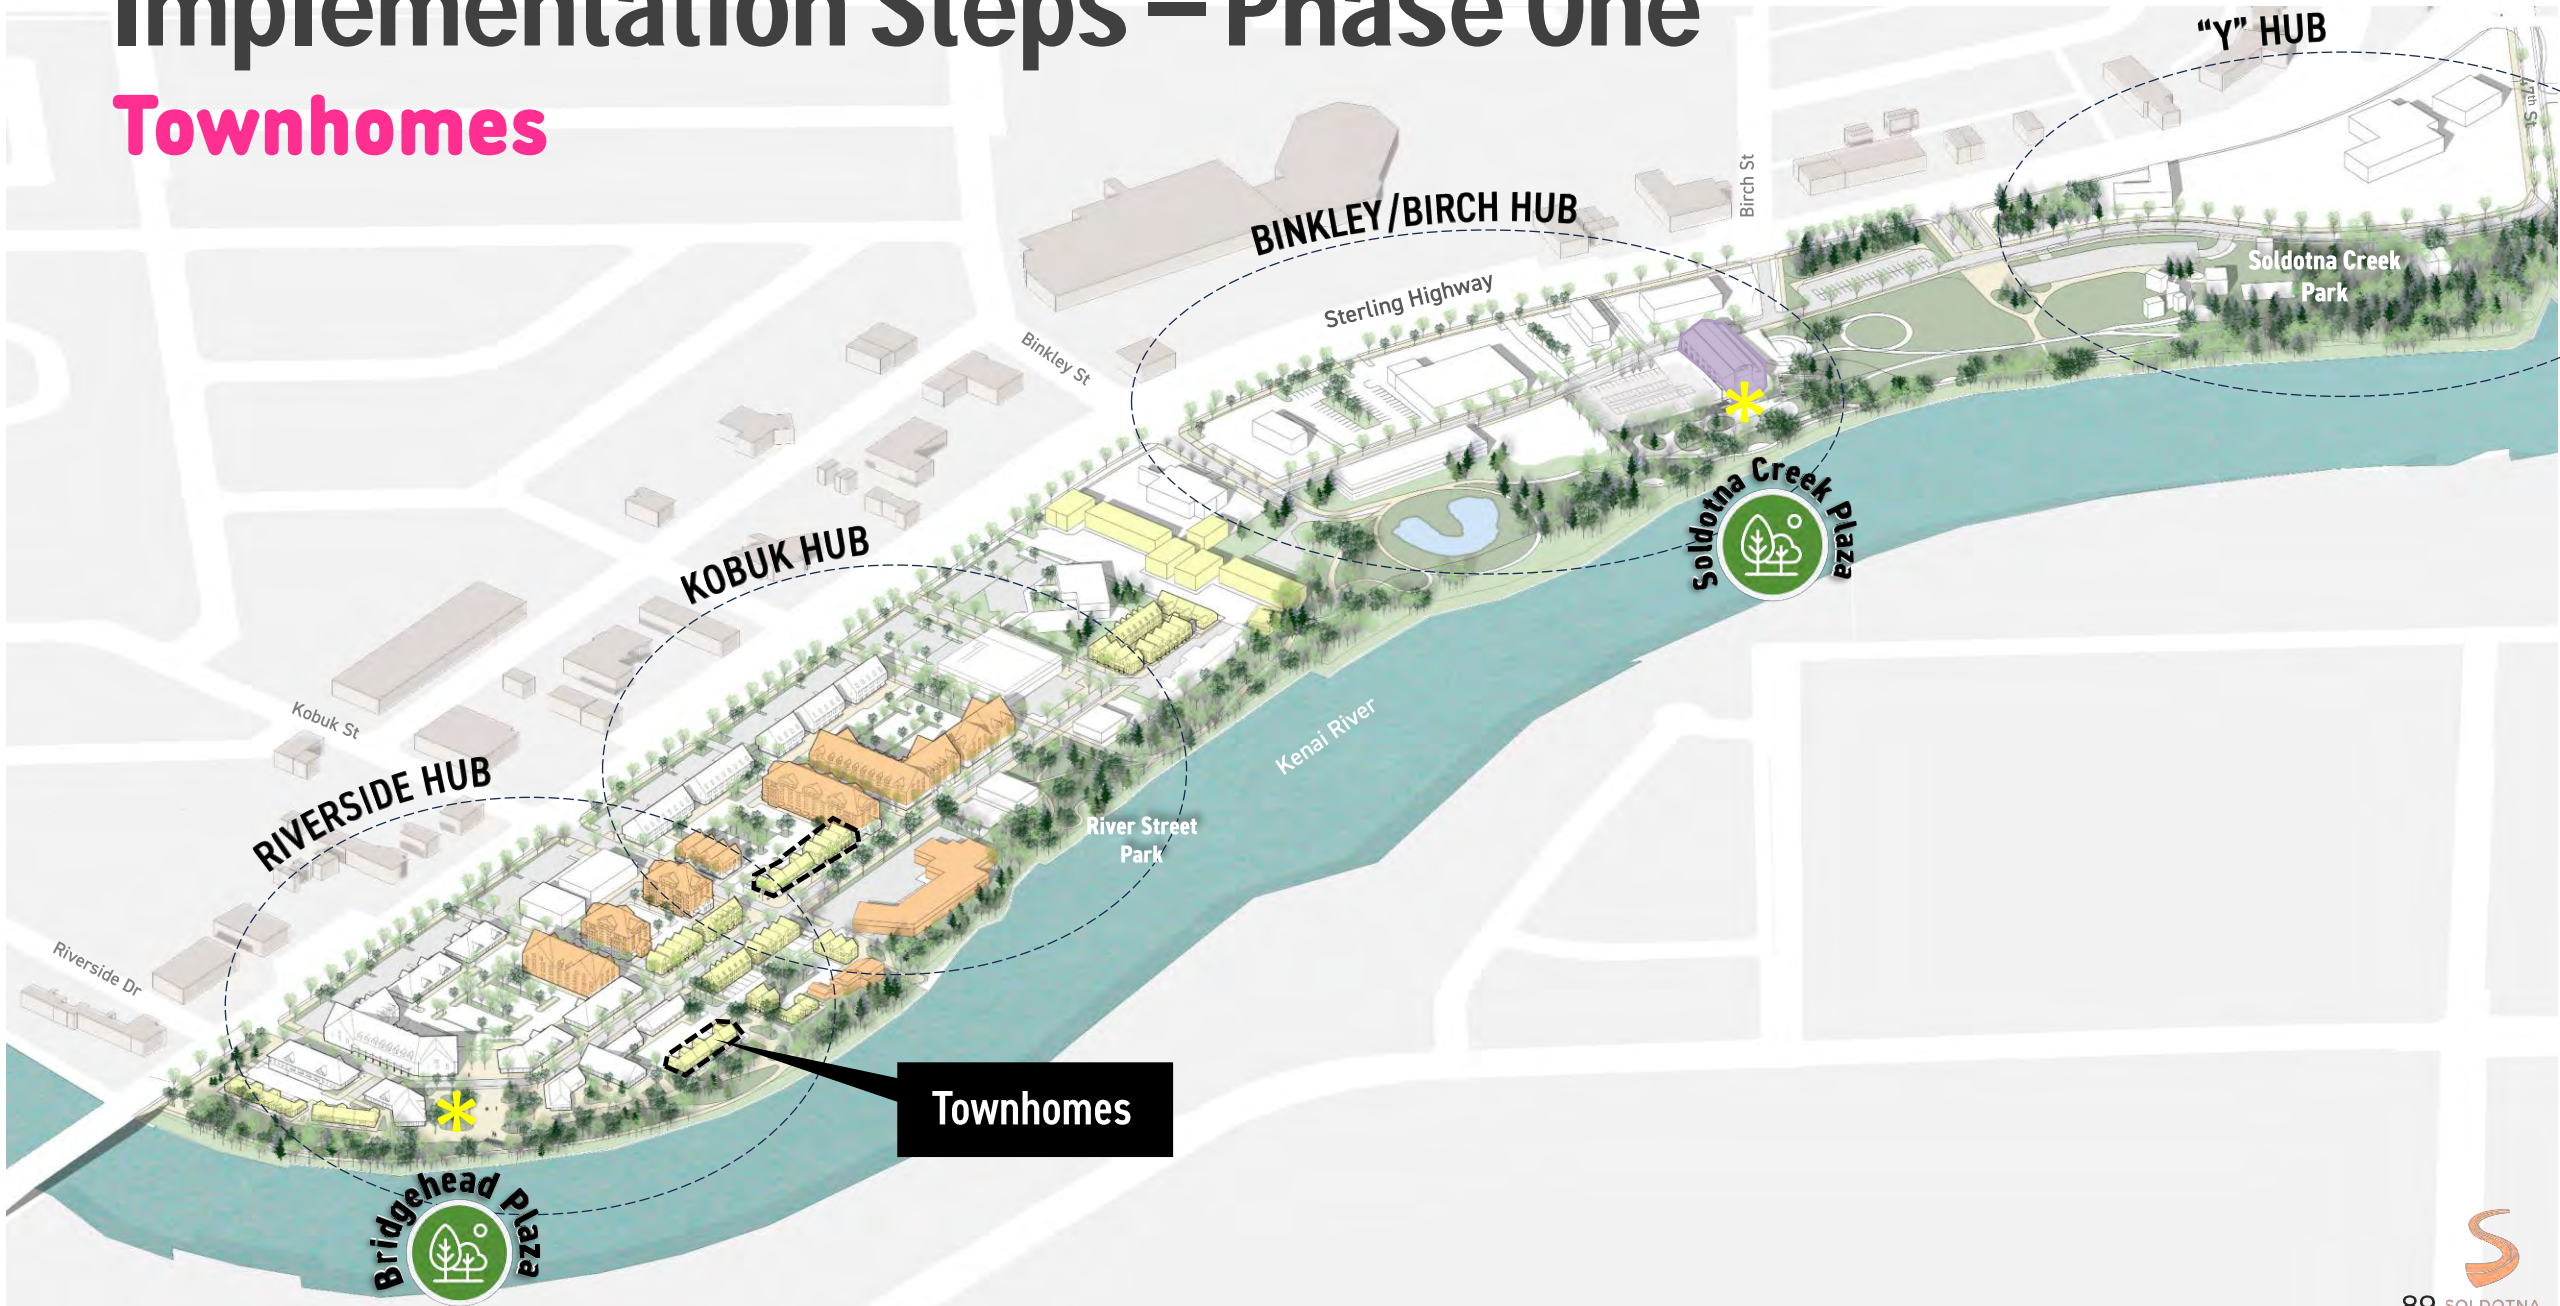 Implementation Steps – Phase One
Townhomes
"Y" HUB
47th St
BINKLEY/BIRCH HUB
Birch St
Sterling Highway
Soldotna Creek
Park
Binkley St
Soldotna Creek Plaza
KOBUK HUB
Kobuk St
Kenai River
RIVERSIDE HUB
River Street
Park
Riverside Dr
Townhomes
Bridgehead Plaza
SOLDOTNA